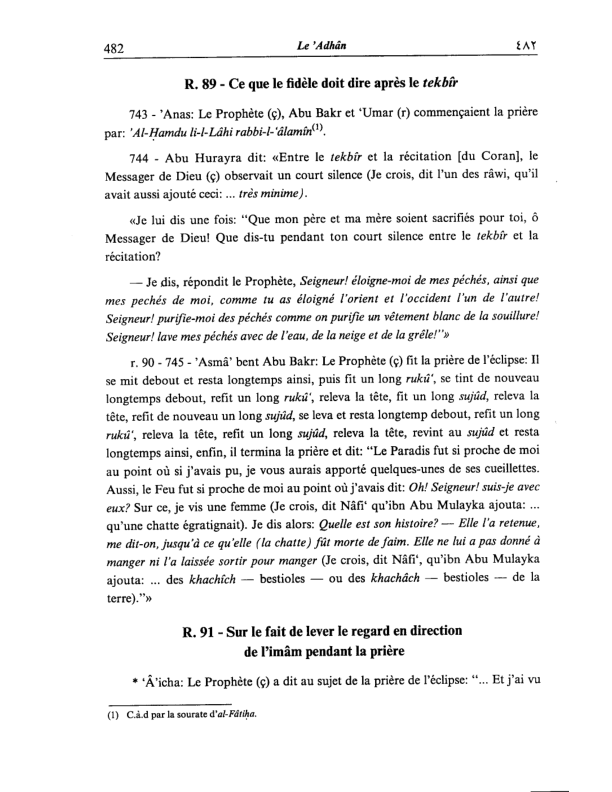 482 Le 'Adhân ٤٨٢
R. 89 - Ce que le fidèle doit dire après le tekbîr
743 - 'Anas: Le Prophète (ç), Abu Bakr et ‘Umar (r) commençaient la prière
par: 'Al-Ḥamdu li-l-Lâhi rabbi-l-‘âlamîn(1).
744 - Abu Hurayra dit: «Entre le tekbîr et la récitation [du Coran], le
Messager de Dieu (ç) observait un court silence (Je crois, dit l'un des râwi, qu'il
avait aussi ajouté ceci: ... très minime).
«Je lui dis une fois: “Que mon père et ma mère soient sacrifiés pour toi, ô
Messager de Dieu! Que dis-tu pendant ton court silence entre le tekbîr et la
récitation?
— Je dis, répondit le Prophète, Seigneur! éloigne-moi de mes péchés, ainsi que
mes pechés de moi, comme tu as éloigné l'orient et l'occident l'un de l'autre!
Seigneur! purifie-moi des péchés comme on purifie un vêtement blanc de la souillure!
Seigneur! lave mes péchés avec de l'eau, de la neige et de la grêle!”»
r. 90 - 745 - 'Asmâ' bent Abu Bakr: Le Prophète (ç) fit la prière de l'éclipse: Il
se mit debout et resta longtemps ainsi, puis fit un long rukû‘, se tint de nouveau
longtemps debout, refit un long rukû‘, releva la tête, fit un long sujûd, releva la
tête, refit de nouveau un long sujûd, se leva et resta longtemp debout, refit un long
rukû‘, releva la tête, refit un long sujûd, releva la tête, revint au sujûd et resta
longtemps ainsi, enfin, il termina la prière et dit: “Le Paradis fut si proche de moi
au point où si j'avais pu, je vous aurais apporté quelques-unes de ses cueillettes.
Aussi, le Feu fut si proche de moi au point où j'avais dit: Oh! Seigneur! suis-je avec
eux? Sur ce, je vis une femme (Je crois, dit Nâfi‘ qu'ibn Abu Mulayka ajouta: ...
qu'une chatte égratignait). Je dis alors: Quelle est son histoire? — Elle l'a retenue,
me dit-on, jusqu'à ce qu'elle (la chatte) fût morte de faim. Elle ne lui a pas donné à
manger ni l'a laissée sortir pour manger (Je crois, dit Nâfi‘, qu'ibn Abu Mulayka
ajouta: ... des khachîch — bestioles — ou des khachâch — bestioles — de la
terre).”»
R. 91 - Sur le fait de lever le regard en direction
de l'imâm pendant la prière
* ‘Â'icha: Le Prophète (ç) a dit au sujet de la prière de l'éclipse: “... Et j'ai vu
(1) C.à.d par la sourate d'al-Fâtiḥa.